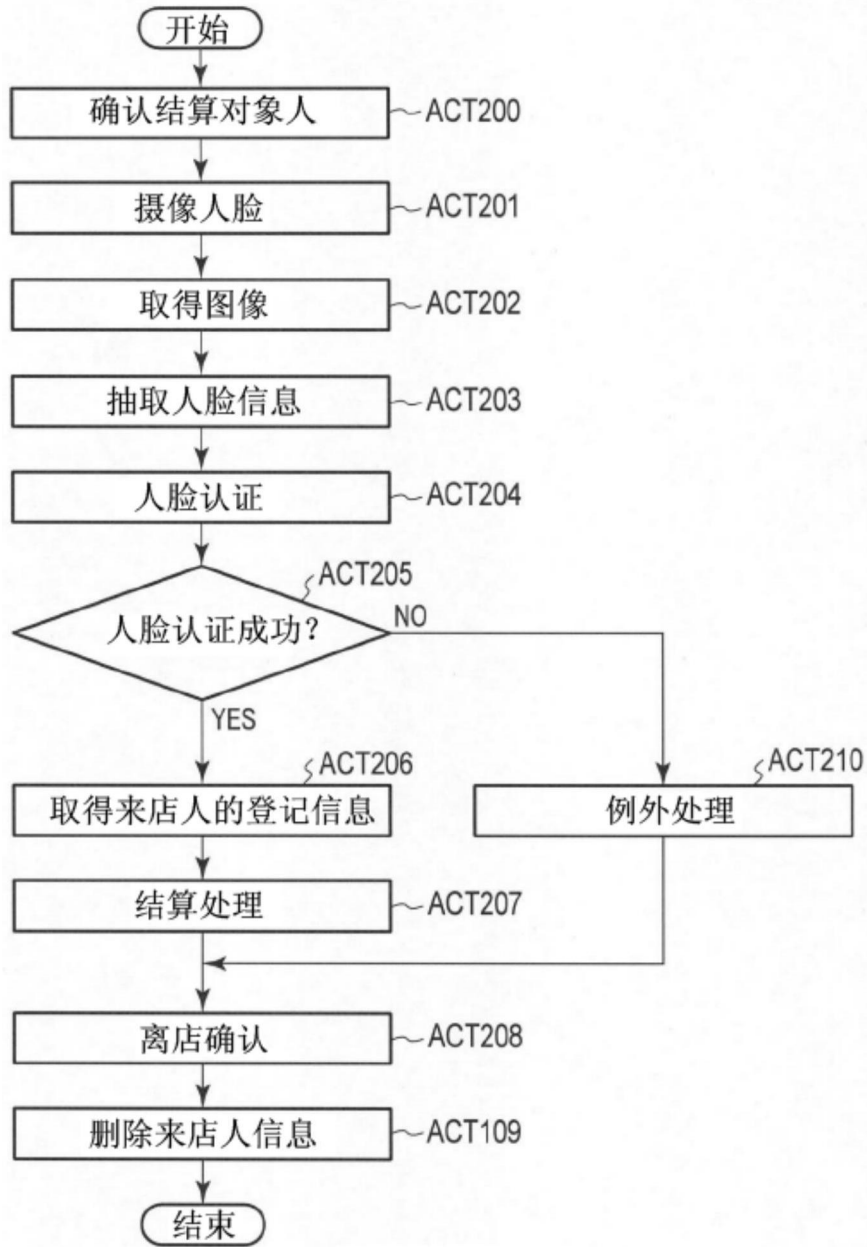 开始
确认结算对象人 ACT200
摄像人脸 ACT201
取得图像 ACT202
抽取人脸信息 ACT203
人脸认证 ACT204
ACT205
人脸认证成功? NO
YES
ACT206 ACT210
取得来店人的登记信息 例外处理
结算处理 ACT207
离店确认 ACT208
删除来店人信息 ACT109
结束